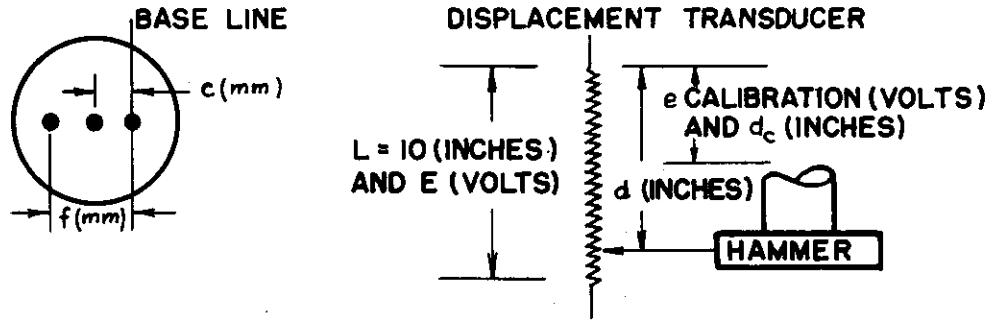 BASE LINE
c (mm)
f (mm)
DISPLACEMENT TRANSDUCER
L = 10 (INCHES)
AND E (VOLTS)
e CALIBRATION (VOLTS)
AND dc (INCHES)
d (INCHES)
HAMMER